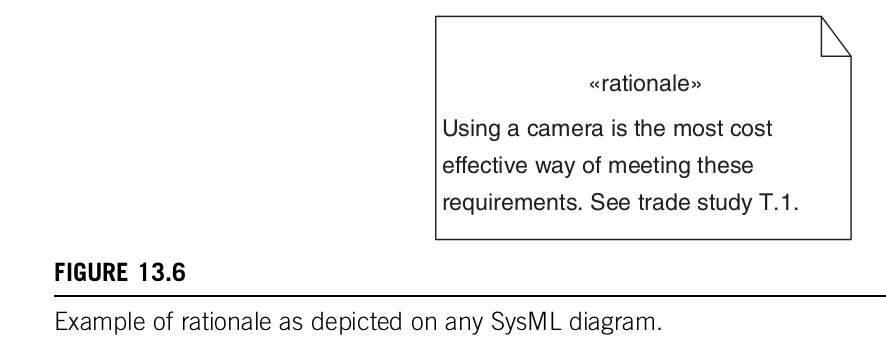 «rationale»
Using a camera is the most cost
effective way of meeting these
requirements. See trade study T.1.
FIGURE 13.6
Example of rationale as depicted on any SysML diagram.